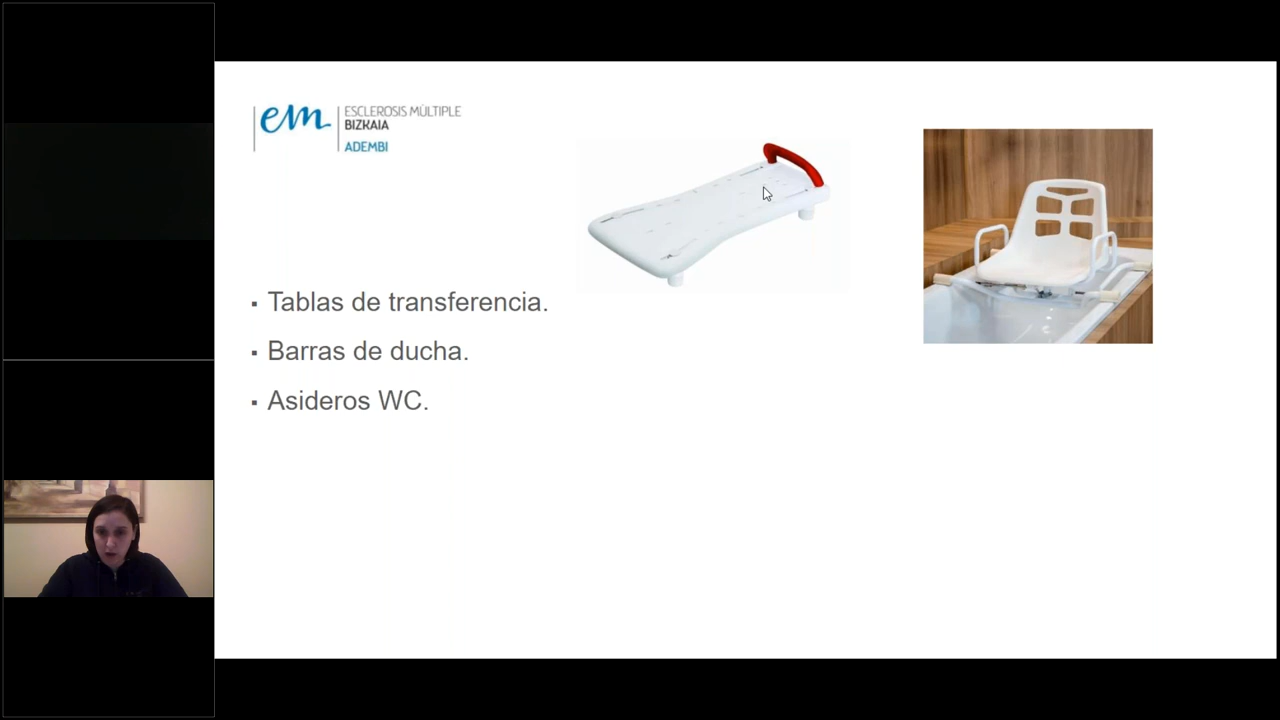 em
ESCLEROSIS MÚLTIPLE
BIZKAIA
ADEMBI
▪ Tablas de transferencia.
▪ Barras de ducha.
▪ Asideros WC.